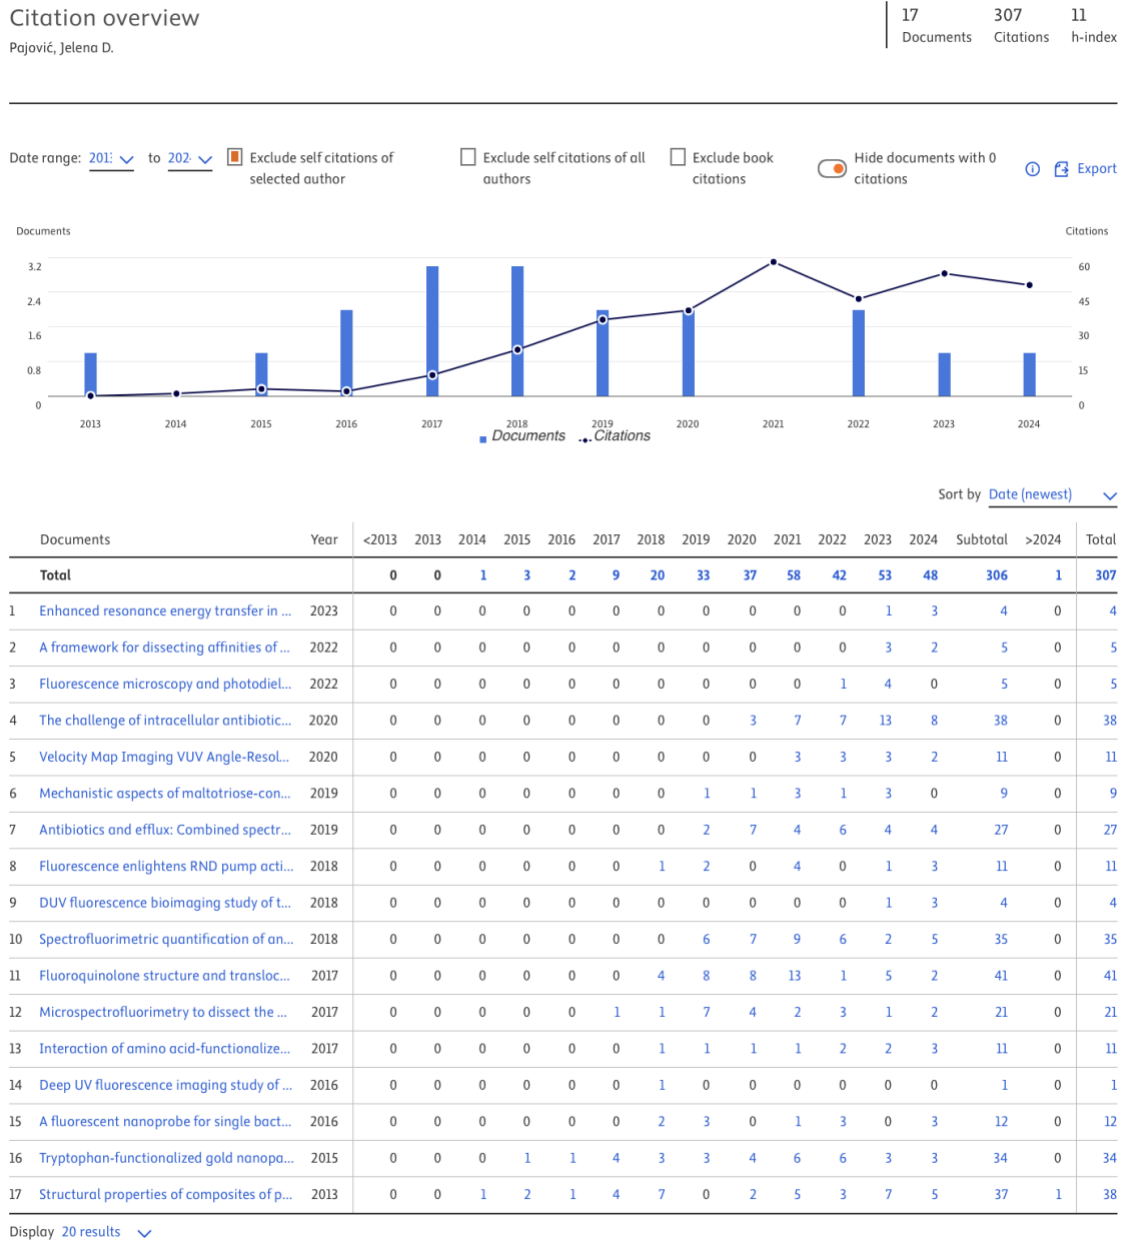 Citation overview
17 307 11
Documents Citations h-index
Pajović, Jelena D.
Date range: 201 to 202 Exclude self citations of selected author Exclude self citations of all authors Exclude book citations Hide documents with 0 citations Export
Documents Citations
3.2 60
2.4 45
1.6 30
0.8 15
0 0
2013 2014 2015 2016 2017 2018 2019 2020 2021 2022 2023 2024
Documents Citations
Sort by Date (newest)
Documents Year <2013 2013 2014 2015 2016 2017 2018 2019 2020 2021 2022 2023 2024 Subtotal >2024 Total
Total 0 0 1 3 2 9 20 33 37 58 42 53 48 306 1 307
1 Enhanced resonance energy transfer in ... 2023 0 0 0 0 0 0 0 0 0 0 0 1 3 4 0 4
2 A framework for dissecting affinities of ... 2022 0 0 0 0 0 0 0 0 0 0 0 3 2 5 0 5
3 Fluorescence microscopy and photodiel... 2022 0 0 0 0 0 0 0 0 0 0 1 4 0 5 0 5
4 The challenge of intracellular antibiotic... 2020 0 0 0 0 0 0 0 0 3 7 7 13 8 38 0 38
5 Velocity Map Imaging VUV Angle-Resol... 2020 0 0 0 0 0 0 0 0 0 3 3 3 2 11 0 11
6 Mechanistic aspects of maltotriose-con... 2019 0 0 0 0 0 0 0 1 1 3 1 3 0 9 0 9
7 Antibiotics and efflux: Combined spectr... 2019 0 0 0 0 0 0 0 2 7 4 6 4 4 27 0 27
8 Fluorescence enlightens RND pump acti... 2018 0 0 0 0 0 0 1 2 0 4 0 1 3 11 0 11
9 DUV fluorescence bioimaging study of t... 2018 0 0 0 0 0 0 0 0 0 0 0 1 3 4 0 4
10 Spectrofluorimetric quantification of an... 2018 0 0 0 0 0 0 0 6 7 9 6 2 5 35 0 35
11 Fluoroquinolone structure and transloc... 2017 0 0 0 0 0 0 4 8 8 13 1 5 2 41 0 41
12 Microspectrofluorimetry to dissect the ... 2017 0 0 0 0 0 1 1 7 4 2 3 1 2 21 0 21
13 Interaction of amino acid-functionalize... 2017 0 0 0 0 0 0 1 1 1 1 2 2 3 11 0 11
14 Deep UV fluorescence imaging study of ... 2016 0 0 0 0 0 0 1 0 0 0 0 0 0 1 0 1
15 A fluorescent nanoprobe for single bact... 2016 0 0 0 0 0 0 2 3 0 1 3 0 3 12 0 12
16 Tryptophan-functionalized gold nanopa... 2015 0 0 0 1 1 4 3 3 4 6 6 3 3 34 0 34
17 Structural properties of composites of p... 2013 0 0 1 2 1 4 7 0 2 5 3 7 5 37 1 38
Display 20 results